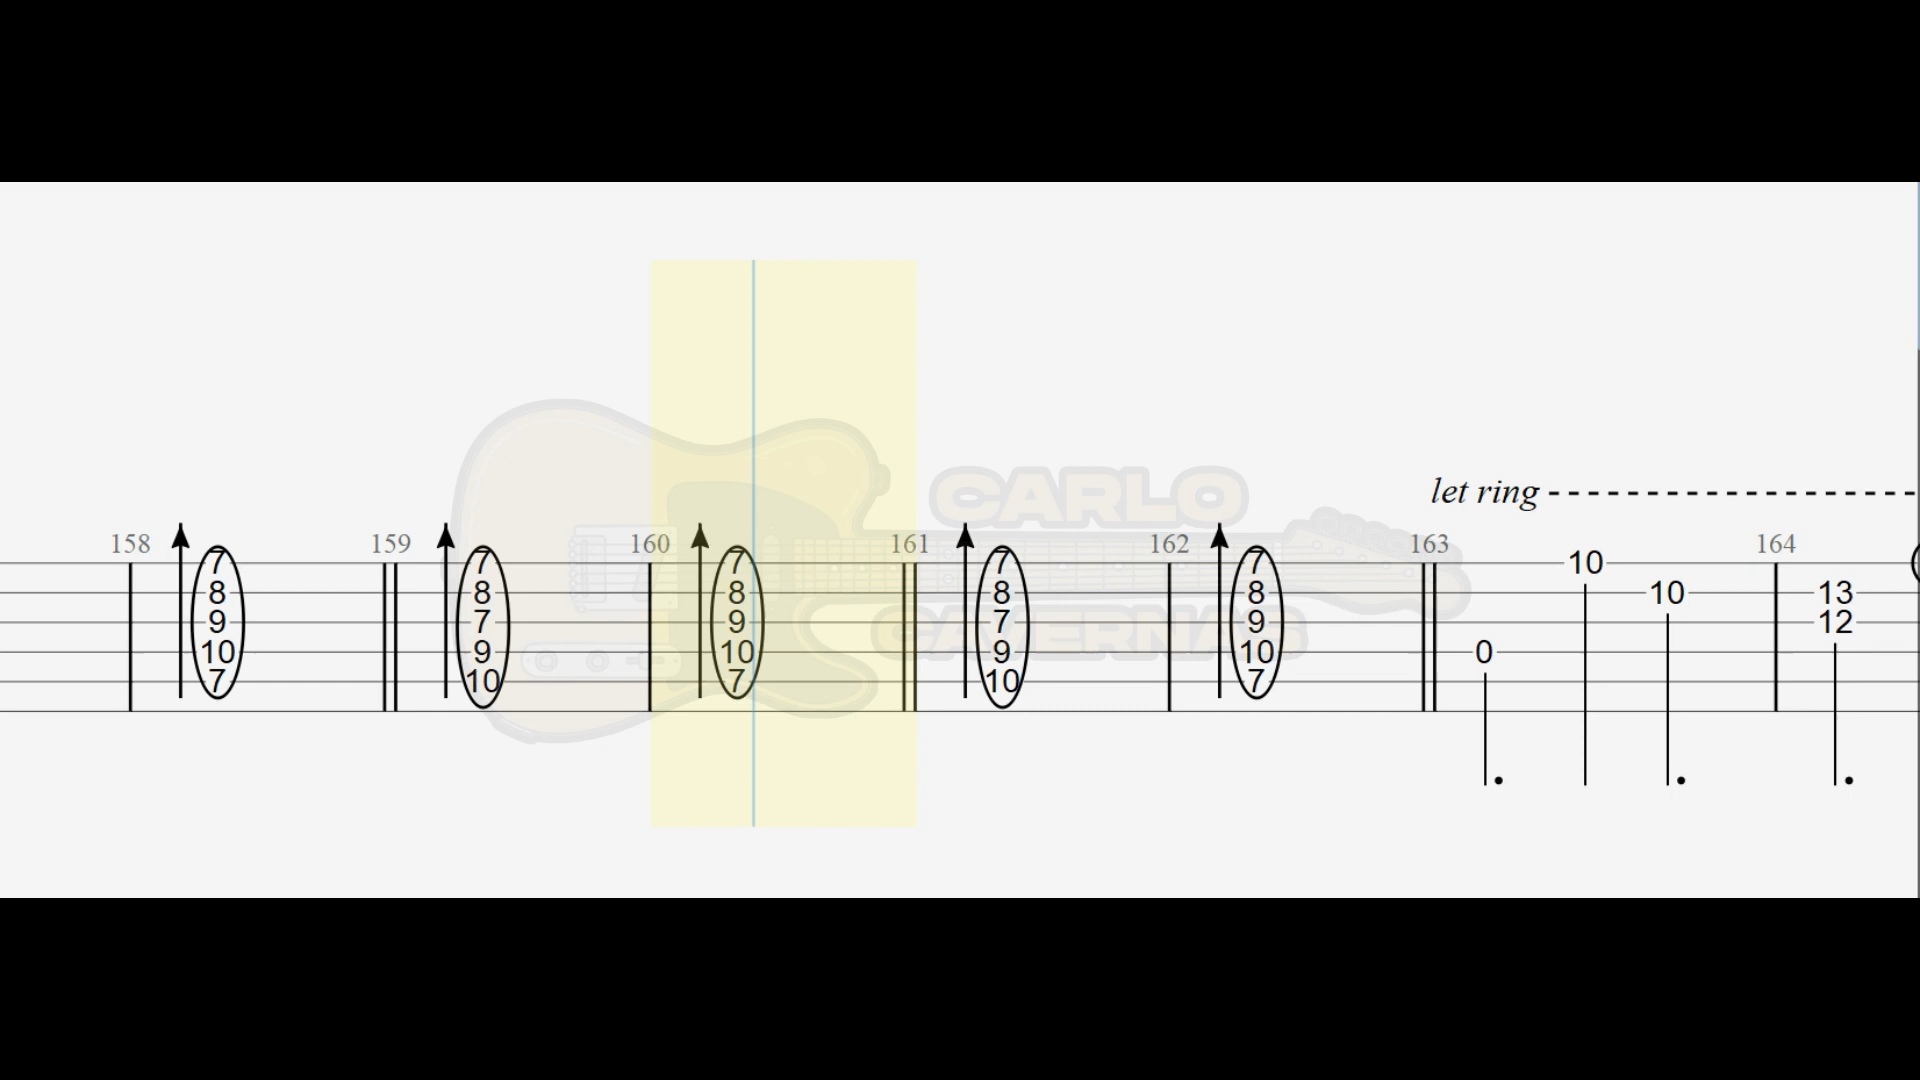 let ring
158 159 160 161 162 163 164
7 7 7 7 7 10
8 8 8 8 8 10 13
9 7 9 7 9 12
10 9 10 9 10 0
7 10 7 10 7
CARLO
CAVERNAS